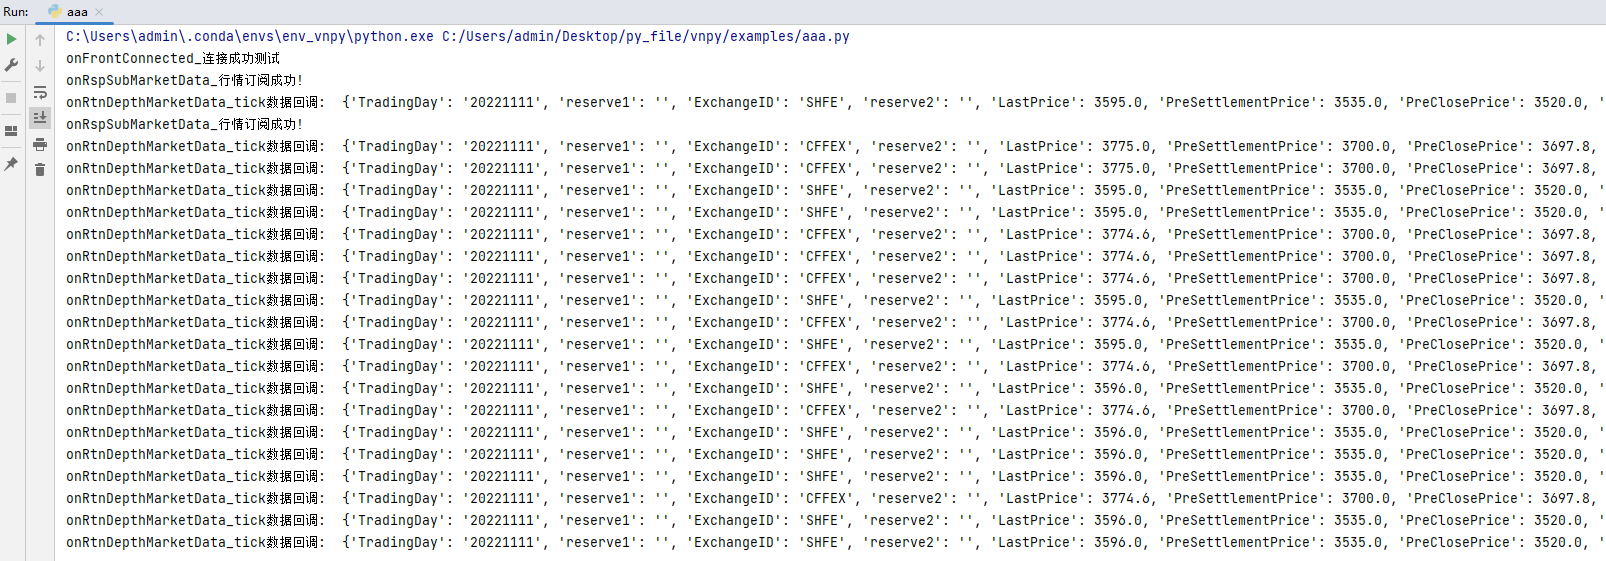 Run: aaa
C:\Users\admin\.conda\envs\env_vnpy\python.exe C:/Users/admin/Desktop/py_file/vnpy/examples/aaa.py
onFrontConnected_连接成功测试
onRspSubMarketData_行情订阅成功!
onRtnDepthMarketData_tick数据回调:  {'TradingDay': '20221111', 'reserve1': '', 'ExchangeID': 'SHFE', 'reserve2': '', 'LastPrice': 3595.0, 'PreSettlementPrice': 3535.0, 'PreClosePrice': 3520.0, '
onRspSubMarketData_行情订阅成功!
onRtnDepthMarketData_tick数据回调:  {'TradingDay': '20221111', 'reserve1': '', 'ExchangeID': 'CFFEX', 'reserve2': '', 'LastPrice': 3775.0, 'PreSettlementPrice': 3700.0, 'PreClosePrice': 3697.8,
onRtnDepthMarketData_tick数据回调:  {'TradingDay': '20221111', 'reserve1': '', 'ExchangeID': 'CFFEX', 'reserve2': '', 'LastPrice': 3775.0, 'PreSettlementPrice': 3700.0, 'PreClosePrice': 3697.8,
onRtnDepthMarketData_tick数据回调:  {'TradingDay': '20221111', 'reserve1': '', 'ExchangeID': 'SHFE', 'reserve2': '', 'LastPrice': 3595.0, 'PreSettlementPrice': 3535.0, 'PreClosePrice': 3520.0, '
onRtnDepthMarketData_tick数据回调:  {'TradingDay': '20221111', 'reserve1': '', 'ExchangeID': 'SHFE', 'reserve2': '', 'LastPrice': 3595.0, 'PreSettlementPrice': 3535.0, 'PreClosePrice': 3520.0, '
onRtnDepthMarketData_tick数据回调:  {'TradingDay': '20221111', 'reserve1': '', 'ExchangeID': 'CFFEX', 'reserve2': '', 'LastPrice': 3774.6, 'PreSettlementPrice': 3700.0, 'PreClosePrice': 3697.8,
onRtnDepthMarketData_tick数据回调:  {'TradingDay': '20221111', 'reserve1': '', 'ExchangeID': 'CFFEX', 'reserve2': '', 'LastPrice': 3774.6, 'PreSettlementPrice': 3700.0, 'PreClosePrice': 3697.8,
onRtnDepthMarketData_tick数据回调:  {'TradingDay': '20221111', 'reserve1': '', 'ExchangeID': 'CFFEX', 'reserve2': '', 'LastPrice': 3774.6, 'PreSettlementPrice': 3700.0, 'PreClosePrice': 3697.8,
onRtnDepthMarketData_tick数据回调:  {'TradingDay': '20221111', 'reserve1': '', 'ExchangeID': 'SHFE', 'reserve2': '', 'LastPrice': 3595.0, 'PreSettlementPrice': 3535.0, 'PreClosePrice': 3520.0, '
onRtnDepthMarketData_tick数据回调:  {'TradingDay': '20221111', 'reserve1': '', 'ExchangeID': 'CFFEX', 'reserve2': '', 'LastPrice': 3774.6, 'PreSettlementPrice': 3700.0, 'PreClosePrice': 3697.8,
onRtnDepthMarketData_tick数据回调:  {'TradingDay': '20221111', 'reserve1': '', 'ExchangeID': 'SHFE', 'reserve2': '', 'LastPrice': 3595.0, 'PreSettlementPrice': 3535.0, 'PreClosePrice': 3520.0, '
onRtnDepthMarketData_tick数据回调:  {'TradingDay': '20221111', 'reserve1': '', 'ExchangeID': 'CFFEX', 'reserve2': '', 'LastPrice': 3774.6, 'PreSettlementPrice': 3700.0, 'PreClosePrice': 3697.8,
onRtnDepthMarketData_tick数据回调:  {'TradingDay': '20221111', 'reserve1': '', 'ExchangeID': 'SHFE', 'reserve2': '', 'LastPrice': 3596.0, 'PreSettlementPrice': 3535.0, 'PreClosePrice': 3520.0, '
onRtnDepthMarketData_tick数据回调:  {'TradingDay': '20221111', 'reserve1': '', 'ExchangeID': 'CFFEX', 'reserve2': '', 'LastPrice': 3774.6, 'PreSettlementPrice': 3700.0, 'PreClosePrice': 3697.8,
onRtnDepthMarketData_tick数据回调:  {'TradingDay': '20221111', 'reserve1': '', 'ExchangeID': 'SHFE', 'reserve2': '', 'LastPrice': 3596.0, 'PreSettlementPrice': 3535.0, 'PreClosePrice': 3520.0, '
onRtnDepthMarketData_tick数据回调:  {'TradingDay': '20221111', 'reserve1': '', 'ExchangeID': 'SHFE', 'reserve2': '', 'LastPrice': 3596.0, 'PreSettlementPrice': 3535.0, 'PreClosePrice': 3520.0, '
onRtnDepthMarketData_tick数据回调:  {'TradingDay': '20221111', 'reserve1': '', 'ExchangeID': 'SHFE', 'reserve2': '', 'LastPrice': 3596.0, 'PreSettlementPrice': 3535.0, 'PreClosePrice': 3520.0, '
onRtnDepthMarketData_tick数据回调:  {'TradingDay': '20221111', 'reserve1': '', 'ExchangeID': 'CFFEX', 'reserve2': '', 'LastPrice': 3774.6, 'PreSettlementPrice': 3700.0, 'PreClosePrice': 3697.8,
onRtnDepthMarketData_tick数据回调:  {'TradingDay': '20221111', 'reserve1': '', 'ExchangeID': 'SHFE', 'reserve2': '', 'LastPrice': 3596.0, 'PreSettlementPrice': 3535.0, 'PreClosePrice': 3520.0, '
onRtnDepthMarketData_tick数据回调:  {'TradingDay': '20221111', 'reserve1': '', 'ExchangeID': 'SHFE', 'reserve2': '', 'LastPrice': 3596.0, 'PreSettlementPrice': 3535.0, 'PreClosePrice': 3520.0, '